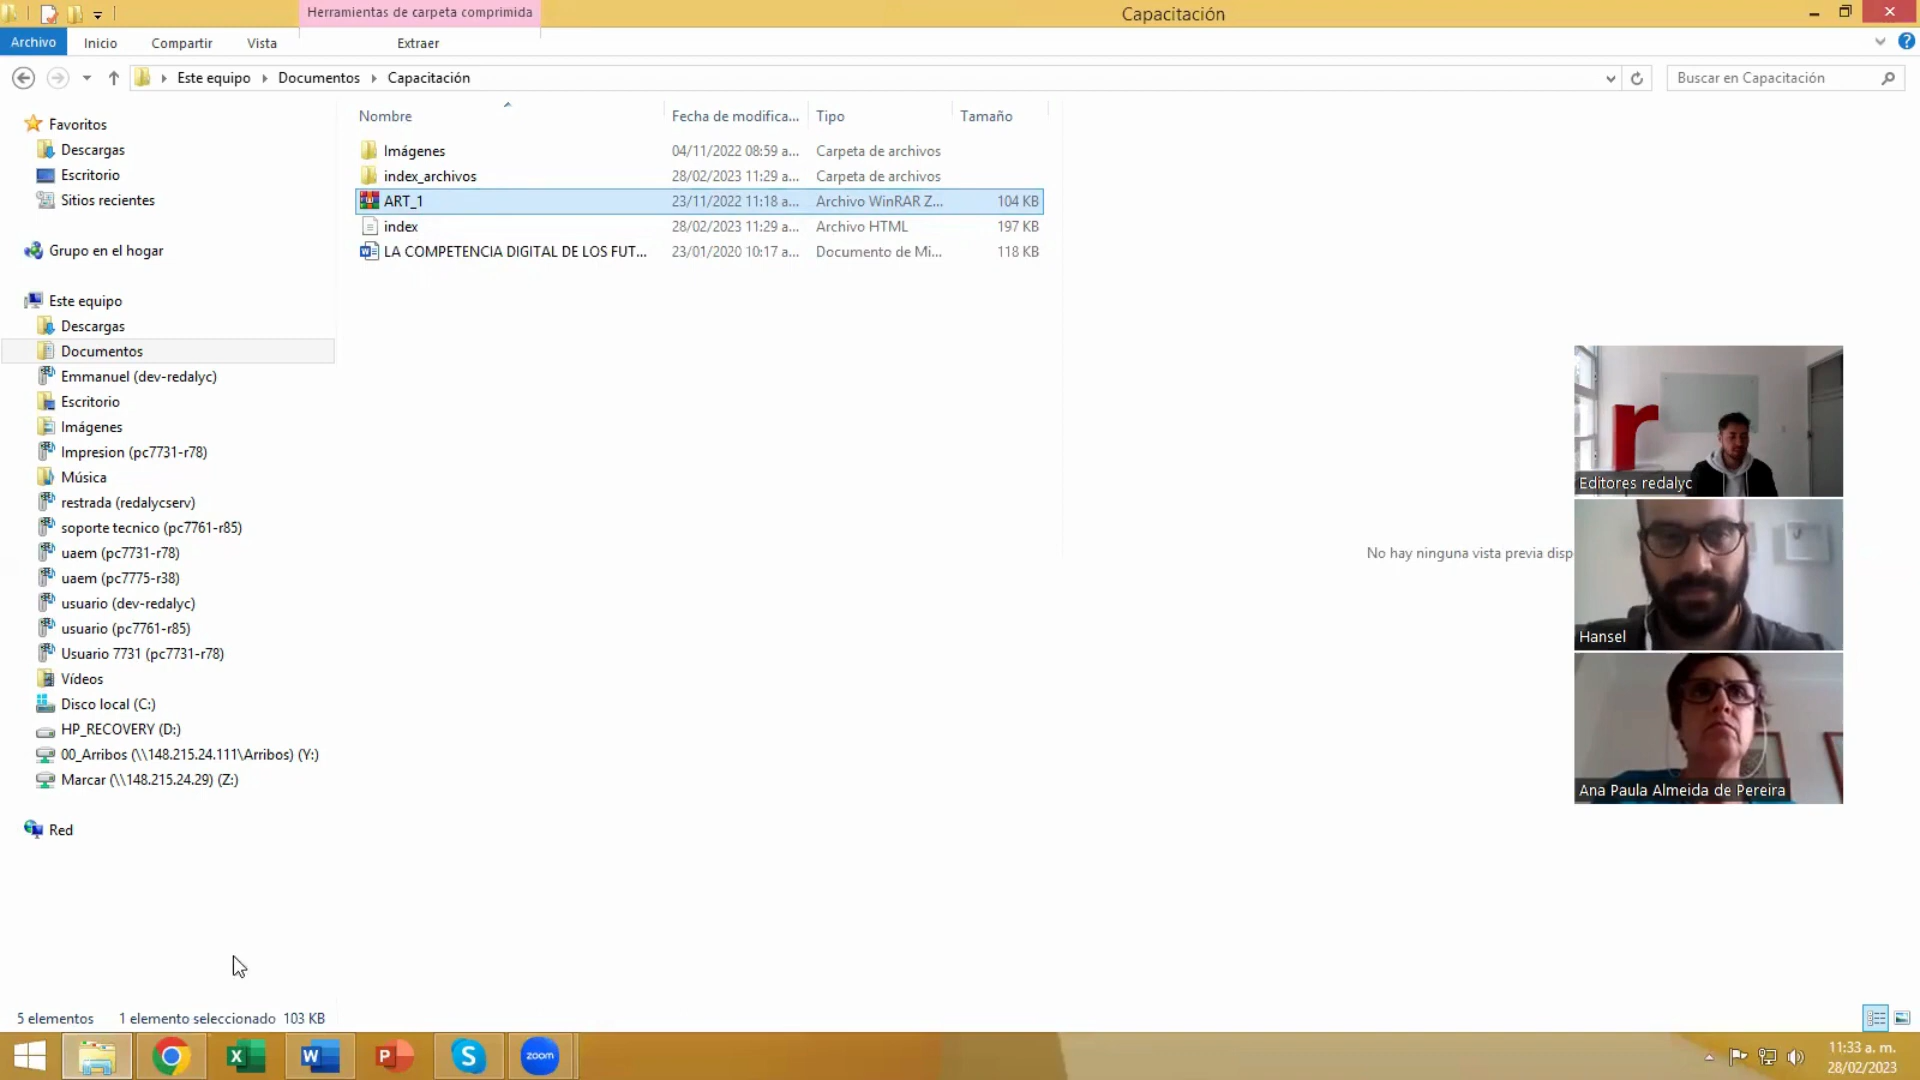 Herramientas de carpeta comprimida
Capacitación
Archivo
Inicio
Compartir
Vista
Extraer
Este equipo
Documentos
Capacitación
Buscar en Capacitación
Nombre
Fecha de modifica...
Tipo
Tamaño
Imágenes
04/11/2022 08:59 a...
Carpeta de archivos
index_archivos
28/02/2023 11:29 a...
Carpeta de archivos
ART_1
23/11/2022 11:18 a...
Archivo WinRAR Z...
104 KB
index
28/02/2023 11:29 a...
Archivo HTML
197 KB
LA COMPETENCIA DIGITAL DE LOS FUT...
23/01/2020 10:17 a...
Documento de Mi...
118 KB
Favoritos
Descargas
Escritorio
Sitios recientes
Grupo en el hogar
Este equipo
Descargas
Documentos
Emmanuel (dev-redalyc)
Escritorio
Imágenes
Impresion (pc7731-r78)
Música
restrada (redalycserv)
soporte tecnico (pc7761-r85)
uaem (pc7731-r78)
uaem (pc7775-r38)
usuario (dev-redalyc)
usuario (pc7761-r85)
Usuario 7731 (pc7731-r78)
Vídeos
Disco local (C:)
HP_RECOVERY (D:)
00_Arribos (\\148.215.24.111\Arribos) (Y:)
Marcar (\\148.215.24.29) (Z:)
Red
No hay ninguna vista previa disp
r
Editores redalyc
Hansel
Ana Paula Almeida de Pereira
5 elementos
1 elemento seleccionado 103 KB
zoom
11:33 a. m.
28/02/2023